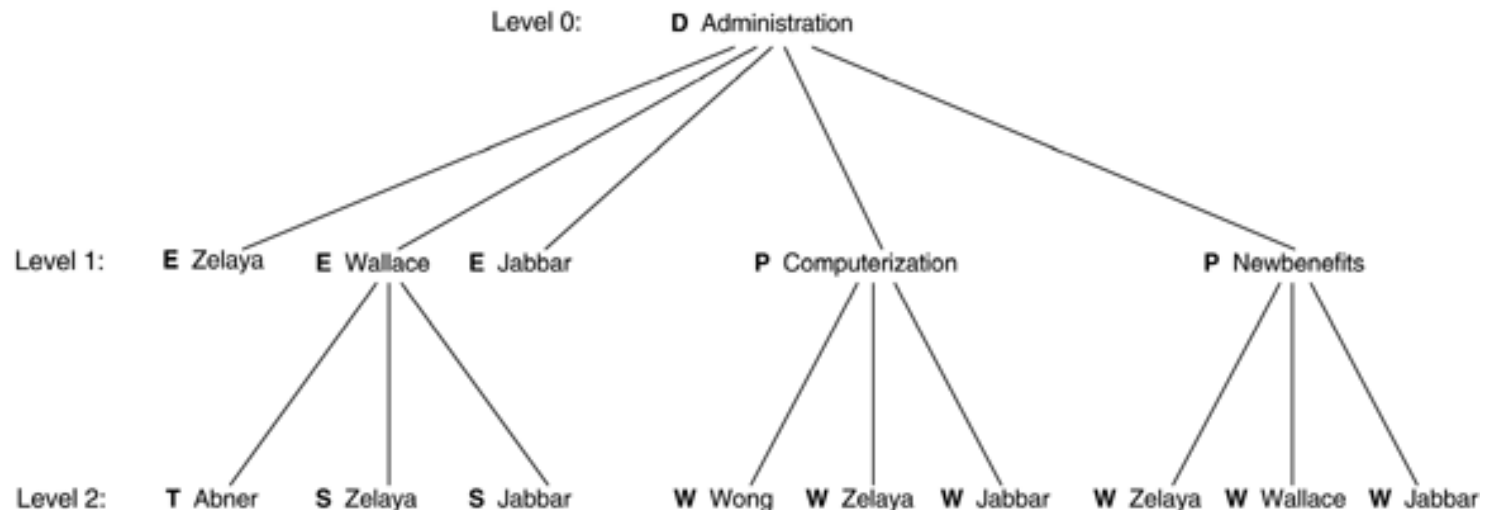 Level 0: D Administration
Level 1: E Zelaya E Wallace E Jabbar P Computerization P Newbenefits
Level 2: T Abner S Zelaya S Jabbar W Wong W Zelaya W Jabbar W Zelaya W Wallace W Jabbar